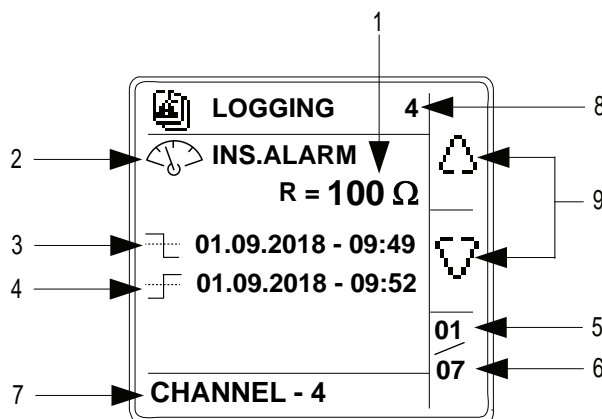 1
LOGGING 4
8
2
INS.ALARM
R = 100 Ω
9
3
01.09.2018 - 09:49
4
01.09.2018 - 09:52
01
5
07
6
7
CHANNEL - 4